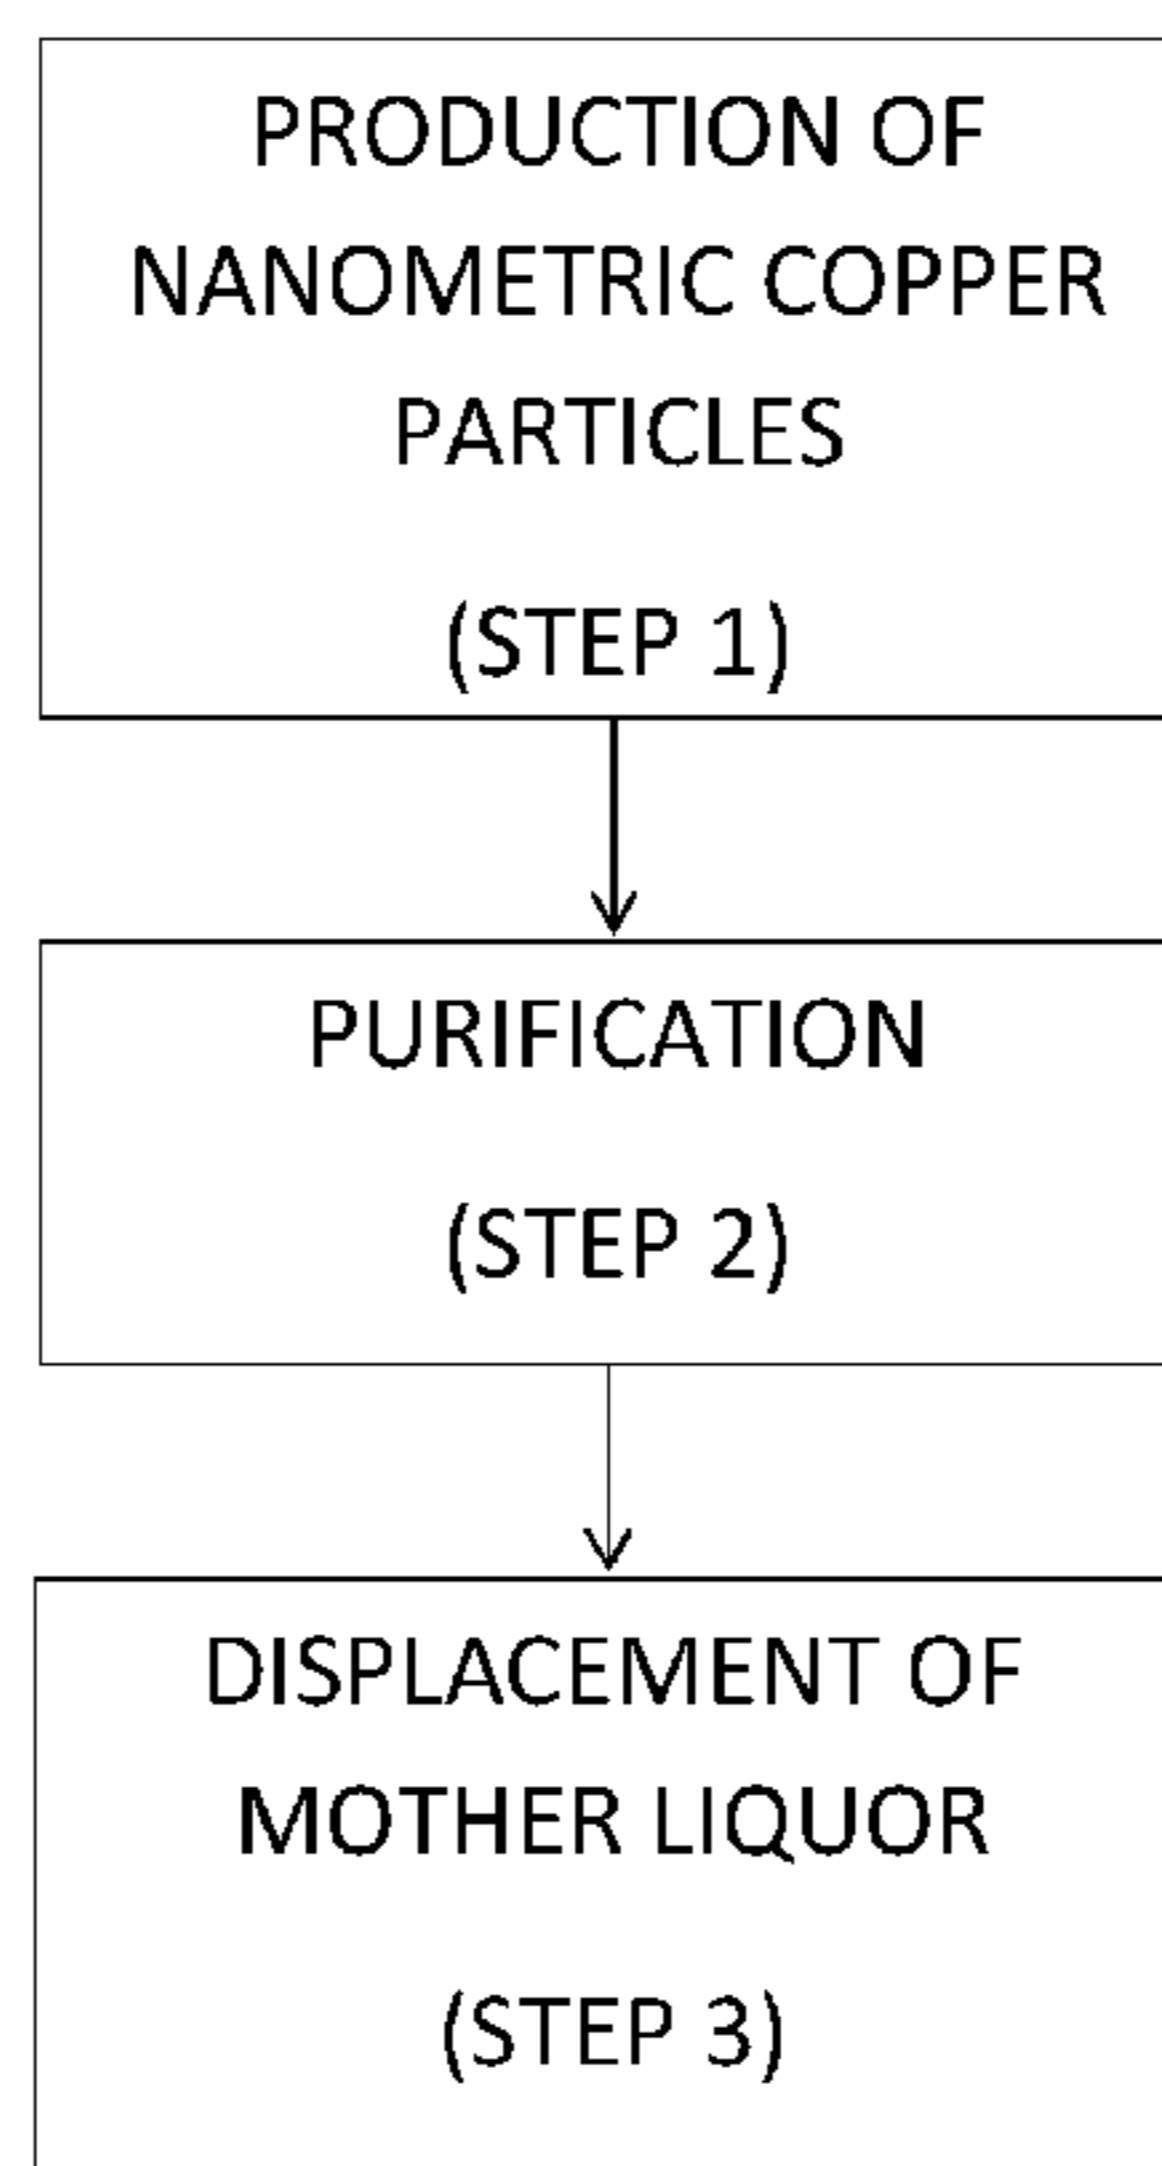 PRODUCTION OF
NANOMETRIC COPPER
PARTICLES
(STEP 1)
PURIFICATION
(STEP 2)
DISPLACEMENT OF
MOTHER LIQUOR
(STEP 3)